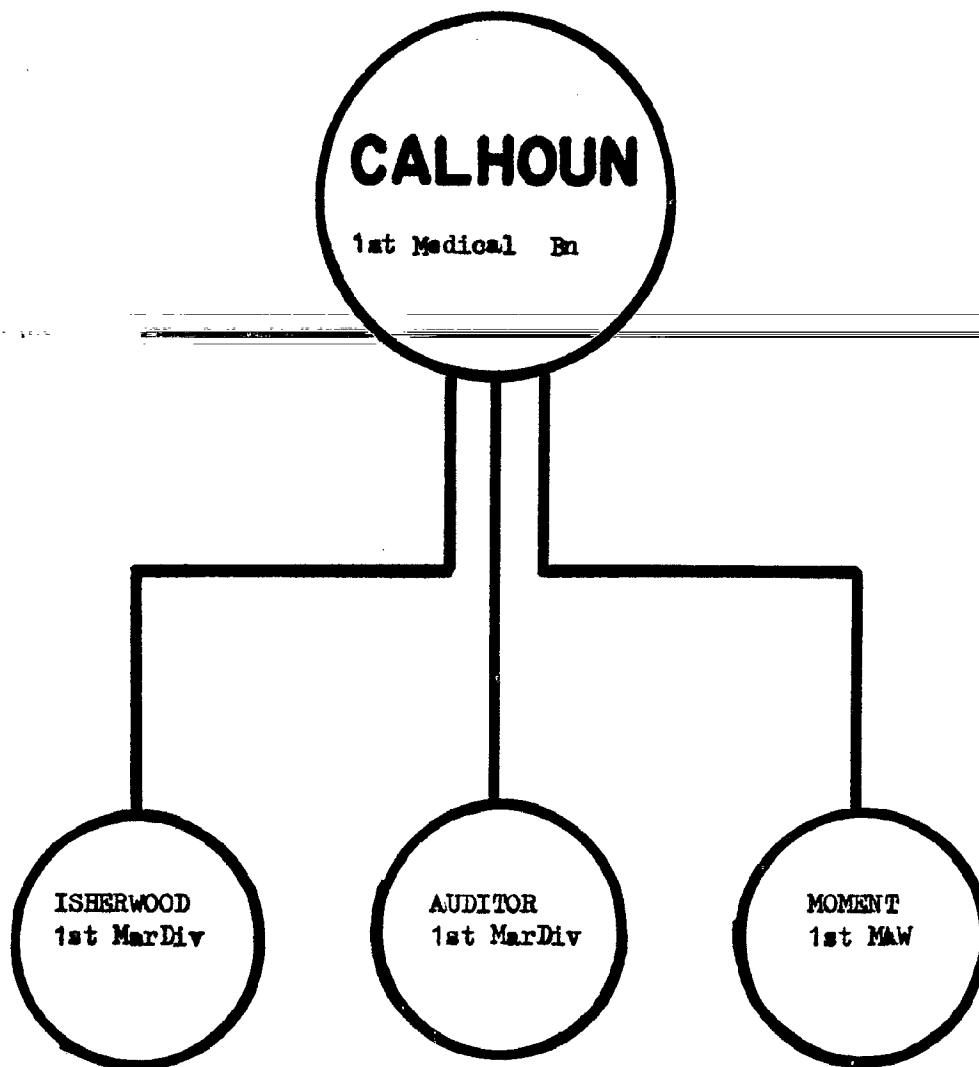 CALHOUN
1st Medical Bn
ISHERWOOD
1st MarDiv
AUDITOR
1st MarDiv
MOMENT
1st MAW